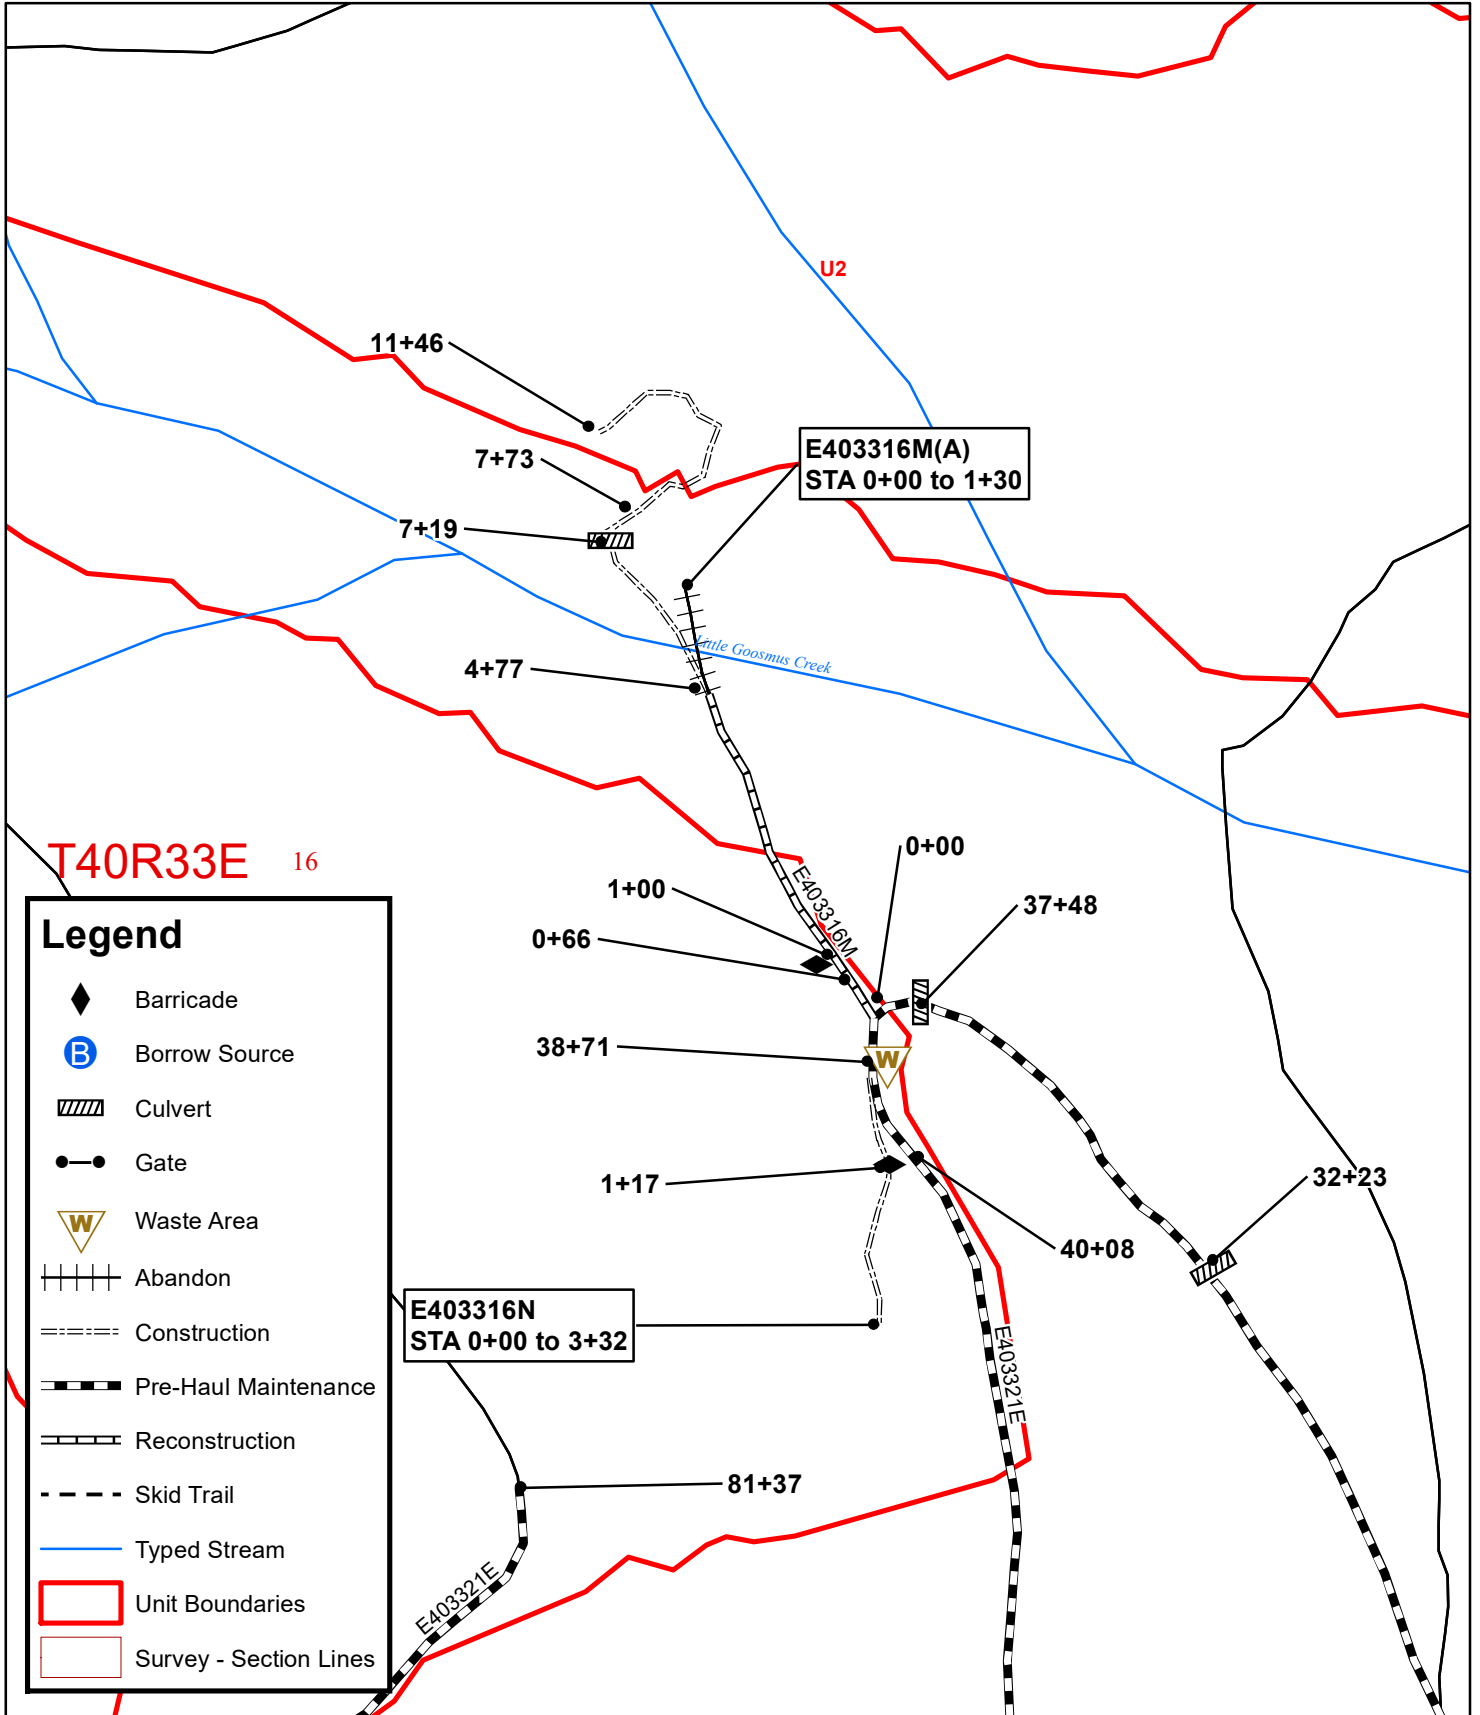 U2
11+46
E403316M(A)
STA 0+00 to 1+30
7+73
7+19
Little Goosmus Creek
4+77
T40R33E 16
0+00
E403316M
1+00
37+48
0+66
38+71
W
1+17
32+23
40+08
E403316N
STA 0+00 to 3+32
E403321E
81+37
E403321E
Legend
Barricade
B Borrow Source
Culvert
Gate
W Waste Area
Abandon
Construction
Pre-Haul Maintenance
Reconstruction
Skid Trail
Typed Stream
Unit Boundaries
Survey - Section Lines